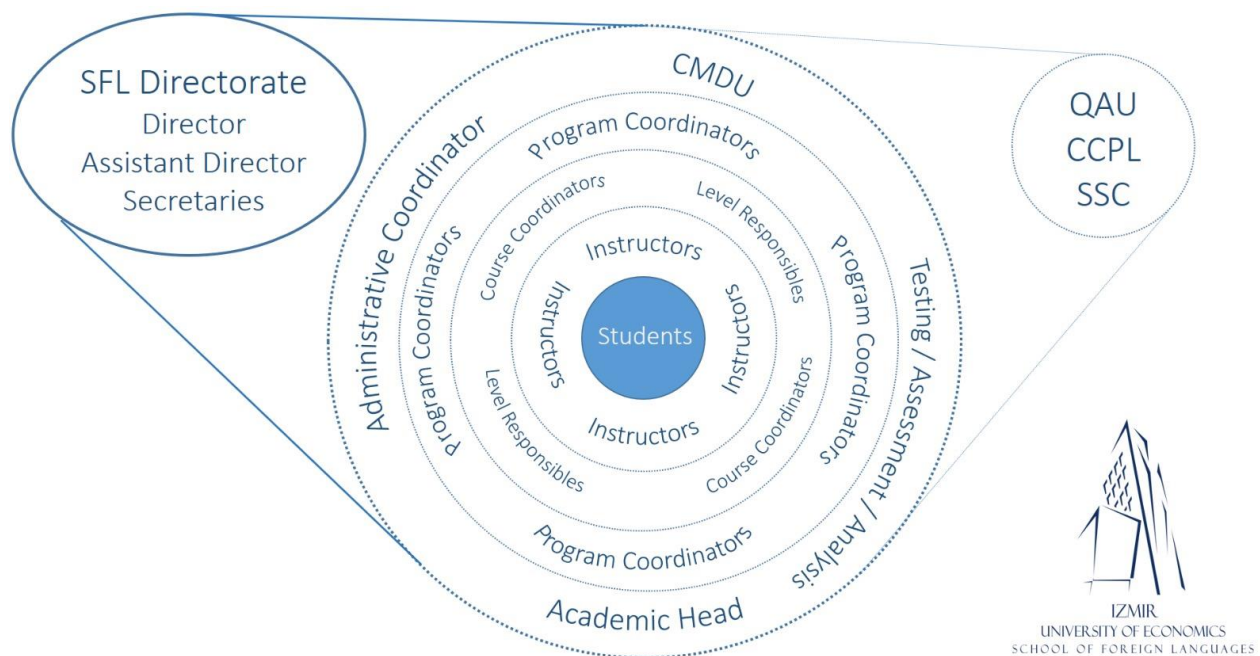 SFL Directorate
Director
Assistant Director
Secretaries
QAU
CCPL
SSC
CMDU
Administrative Coordinator
Testing / Assessment / Analysis
Academic Head
Program Coordinators
Program Coordinators
Program Coordinators
Program Coordinators
Course Coordinators
Level Responsibles
Level Responsibles
Course Coordinators
Instructors
Instructors
Instructors
Instructors
Students
IZMIR
UNIVERSITY OF ECONOMICS
SCHOOL OF FOREIGN LANGUAGES